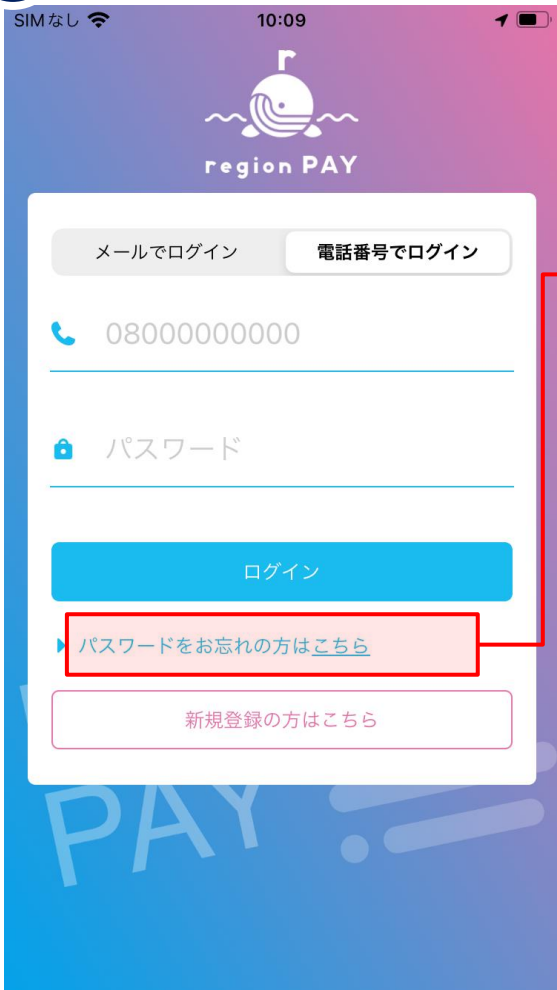 SIMなし 10:09
r
region PAY
メールでログイン 電話番号でログイン
08000000000
パスワード
ログイン
パスワードをお忘れの方はこちら
新規登録の方はこちら
PAY